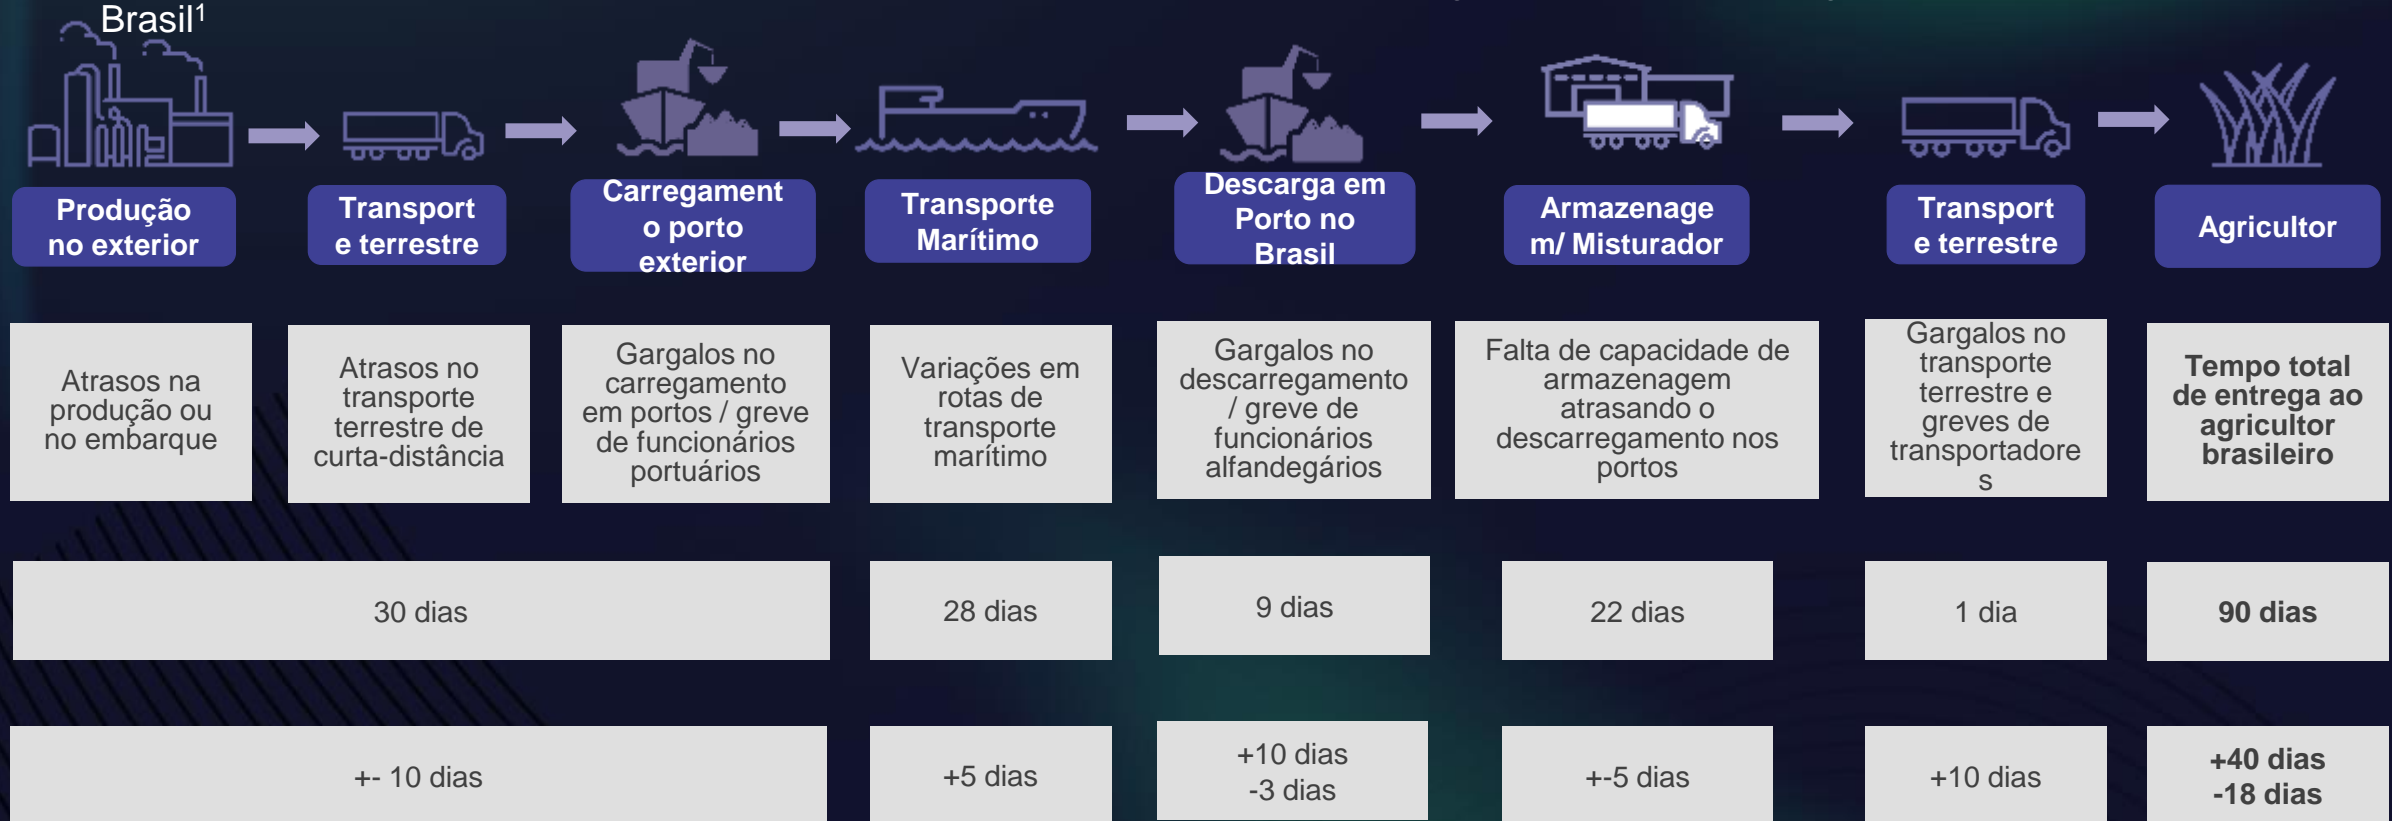 Brasil¹
Produção
no exterior
Transport
e terrestre
Carregament
o porto
exterior
Transporte
Marítimo
Descarga em
Porto no
Brasil
Armazenage
m/ Misturador
Transport
e terrestre
Agricultor
Atrasos na
produção ou
no embarque
Atrasos no
transporte
terrestre de
curta-distância
Gargalos no
carregamento
em portos / greve
de funcionários
portuários
Variações em
rotas de
transporte
marítimo
Gargalos no
descarregamento
/ greve de
funcionários
alfandegários
Falta de capacidade de
armazenagem
atrasando o
descarregamento nos
portos
Gargalos no
transporte
terrestre e
greves de
transportadore
s
Tempo total
de entrega ao
agricultor
brasileiro
30 dias
28 dias
9 dias
22 dias
1 dia
90 dias
+- 10 dias
+5 dias
+10 dias
-3 dias
+-5 dias
+10 dias
+40 dias
-18 dias